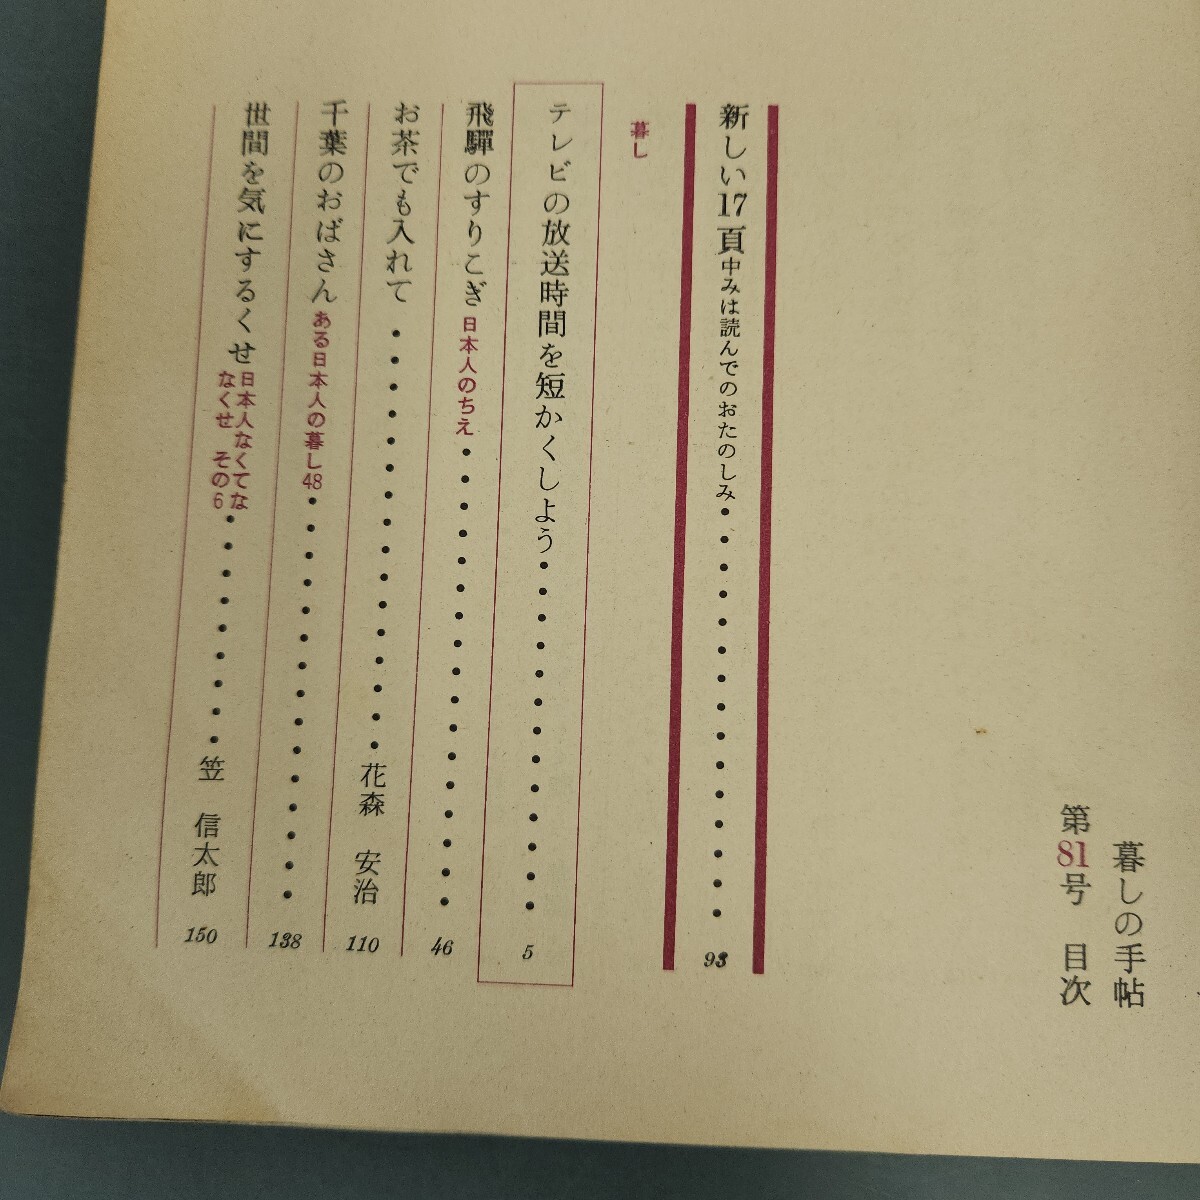 暮しの手帖
第81号 目次
新しい17頁 中みは読んでのおたのしみ・・・・・・・・・・・・・・・93
暮し
テレビの放送時間を短かくしよう・・・・・・・・・・・・・5
飛騨のすりこぎ 日本人のちえ・・・・・・・・・・・・・・・・・46
お茶でも入れて・・・・・・・・・・・・・・・・花森 安治 110
千葉のおばさん ある日本人の暮し48・・・・・・・・・・・・・・・138
世間を気にするくせ 日本人なくてな
なくせ その6・・・・・・・・・笠 信太郎 150